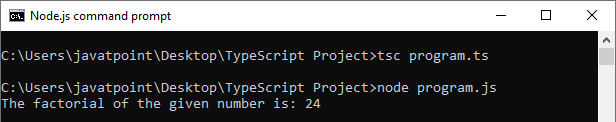 Node.js command prompt
C:\Users\javatpoint\Desktop\TypeScript Project>tsc program.ts
C:\Users\javatpoint\Desktop\TypeScript Project>node program.js
The factorial of the given number is: 24